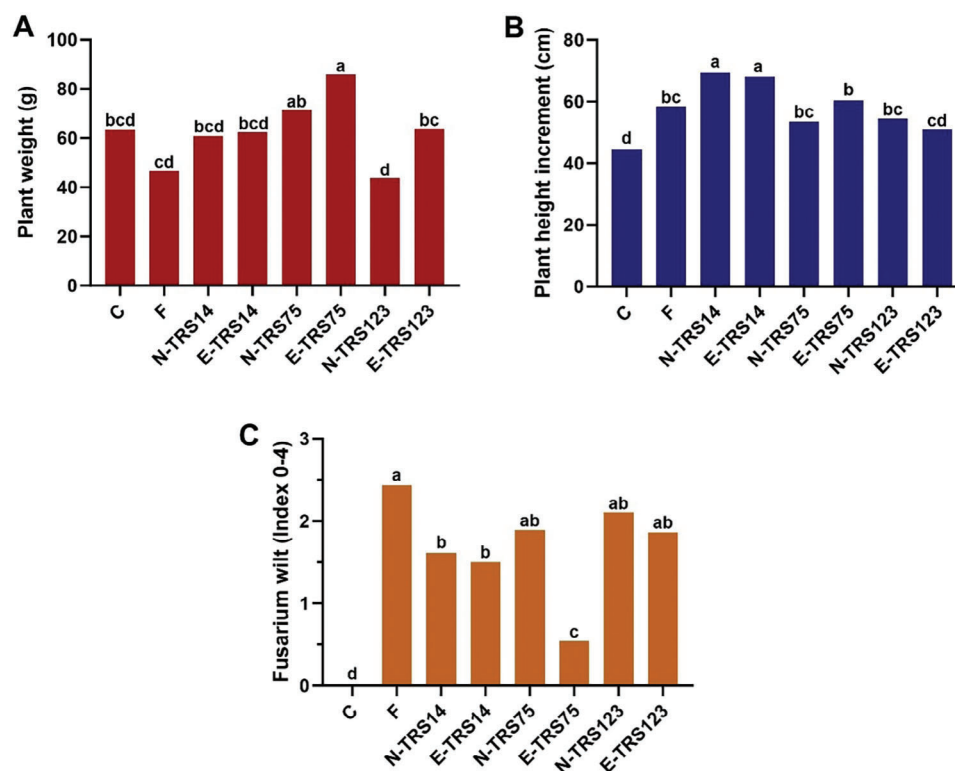 A
Plant weight (g)
100
80
60
40
20
0
bcd
cd
bcd
bcd
ab
a
d
bc
C
F
N-TRS14
E-TRS14
N-TRS75
E-TRS75
N-TRS123
E-TRS123
B
Plant height increment (cm)
80
60
40
20
0
d
bc
a
a
bc
b
bc
cd
C
F
N-TRS14
E-TRS14
N-TRS75
E-TRS75
N-TRS123
E-TRS123
C
Fusarium wilt (Index 0-4)
3
2
1
0
d
a
b
b
ab
c
ab
ab
C
F
N-TRS14
E-TRS14
N-TRS75
E-TRS75
N-TRS123
E-TRS123